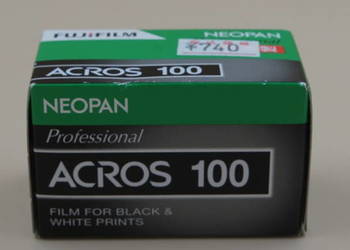 FUJIFILM
NEOPAN
¥740
ACROS 100
NEOPAN
Professional
ACROS 100
FILM FOR BLACK &
WHITE PRINTS